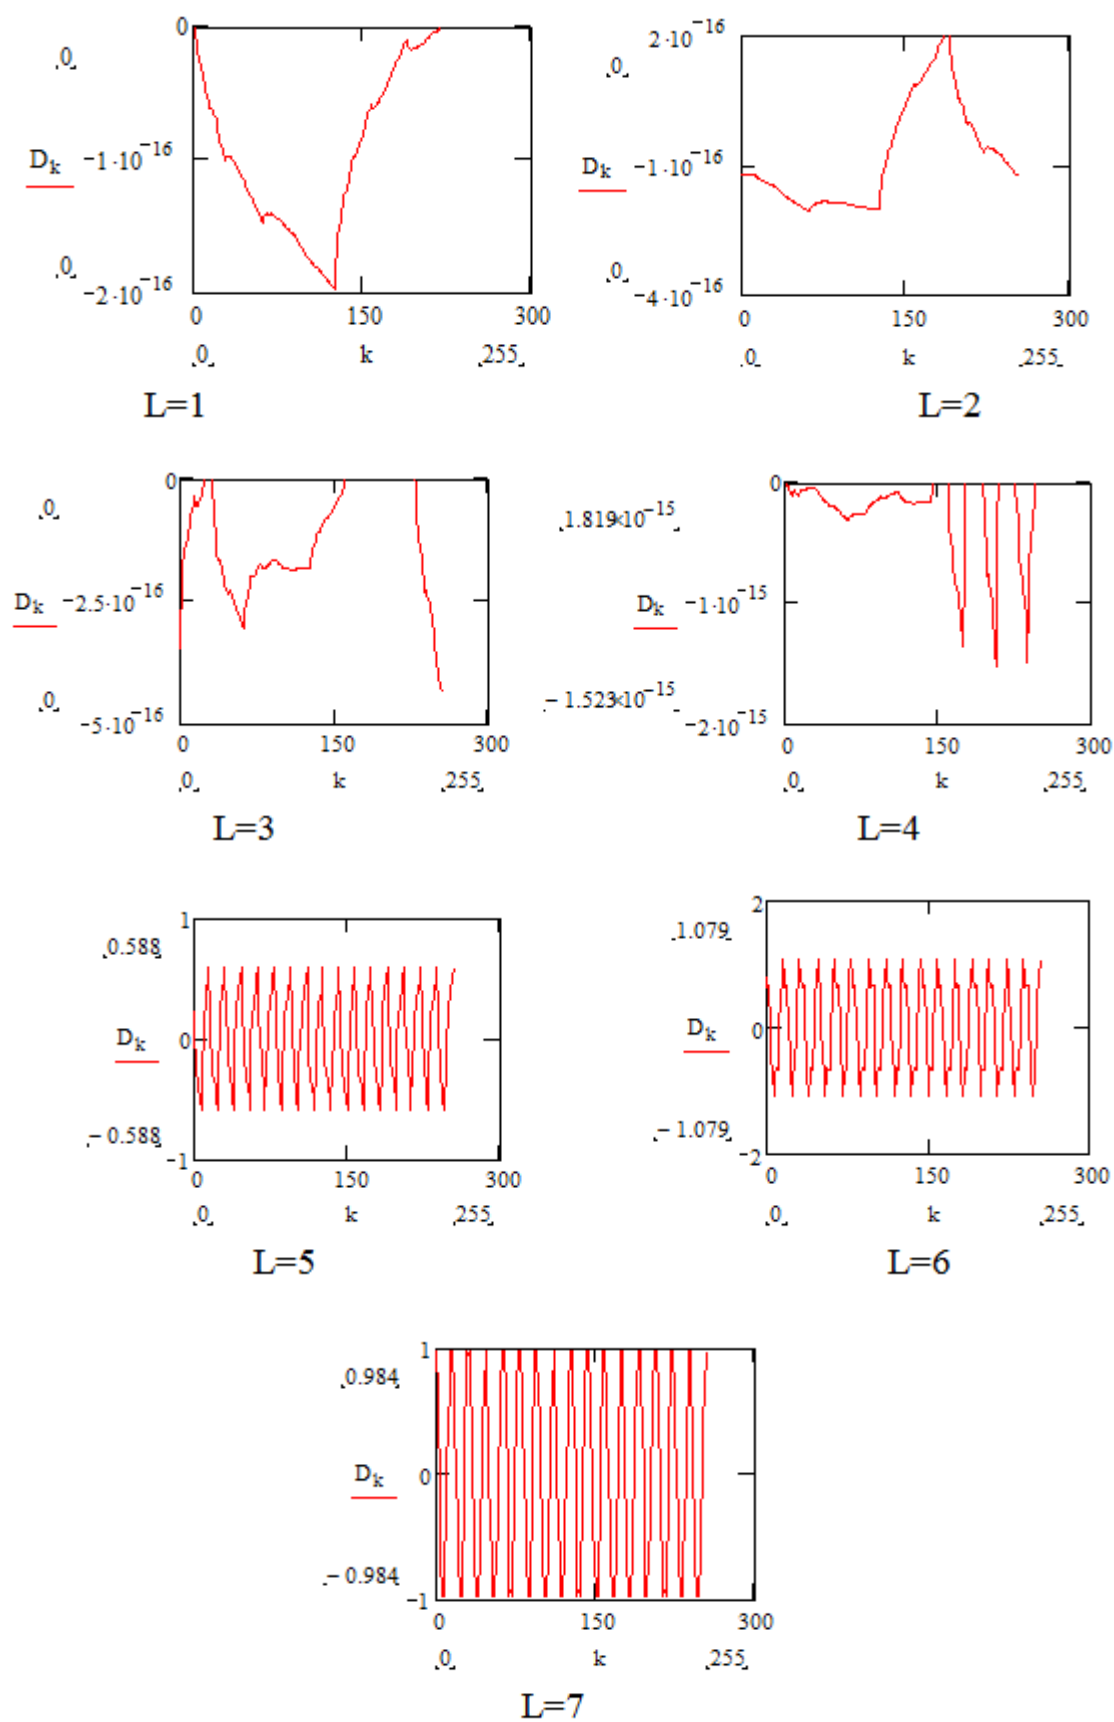 0
0
D_k
-1·10^-16
0
-2·10^-16
0 150 300
0 k 255
L=1
2·10^-16
0
D_k
-1·10^-16
0
-4·10^-16
0 150 300
0 k 255
L=2
0
0
D_k
-2.5·10^-16
0
-5·10^-16
0 150 300
0 k 255
L=3
0
1.819×10^-15
D_k
-1·10^-15
-1.523×10^-15
-2·10^-15
0 150 300
0 k 255
L=4
1
0.588
D_k
0
-0.588
-1
0 150 300
0 k 255
L=5
2
1.079
D_k
0
-1.079
-2
0 150 300
0 k 255
L=6
1
0.984
D_k
0
-0.984
-1
0 150 300
0 k 255
L=7